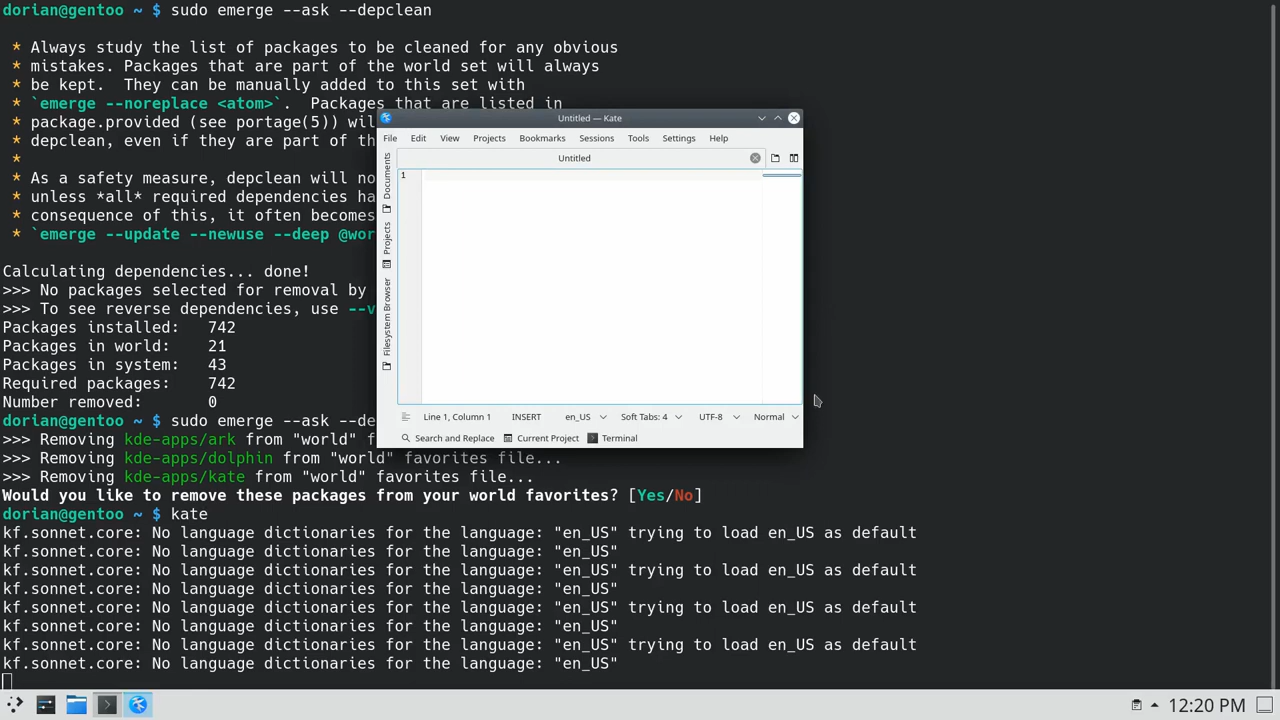 dorian@gentoo ~ $ sudo emerge --ask --depclean
* Always study the list of packages to be cleaned for any obvious
* mistakes. Packages that are part of the world set will always
* be kept.  They can be manually added to this set with
* `emerge --noreplace <atom>`.  Packages that are listed in
* package.provided (see portage(5)) wil
* depclean, even if they are part of th
*
* As a safety measure, depclean will no
* unless *all* required dependencies ha
* consequence of this, it often becomes
* `emerge --update --newuse --deep @wor
Calculating dependencies... done!
>>> No packages selected for removal by
>>> To see reverse dependencies, use --v
Packages installed:   742
Packages in world:    21
Packages in system:   43
Required packages:    742
Number removed:       0
dorian@gentoo ~ $ sudo emerge --ask --de
>>> Removing kde-apps/ark from "world" f
>>> Removing kde-apps/dolphin from "world" favorites file...
>>> Removing kde-apps/kate from "world" favorites file...
Would you like to remove these packages from your world favorites? [Yes/No]
dorian@gentoo ~ $ kate
kf.sonnet.core: No language dictionaries for the language: "en_US" trying to load en_US as default
kf.sonnet.core: No language dictionaries for the language: "en_US"
kf.sonnet.core: No language dictionaries for the language: "en_US" trying to load en_US as default
kf.sonnet.core: No language dictionaries for the language: "en_US"
kf.sonnet.core: No language dictionaries for the language: "en_US" trying to load en_US as default
kf.sonnet.core: No language dictionaries for the language: "en_US"
kf.sonnet.core: No language dictionaries for the language: "en_US" trying to load en_US as default
kf.sonnet.core: No language dictionaries for the language: "en_US"
Untitled — Kate
File Edit View Projects Bookmarks Sessions Tools Settings Help
Untitled
Documents
Projects
Filesystem Browser
1
Line 1, Column 1 INSERT en_US Soft Tabs: 4 UTF-8 Normal
Search and Replace Current Project Terminal
12:20 PM